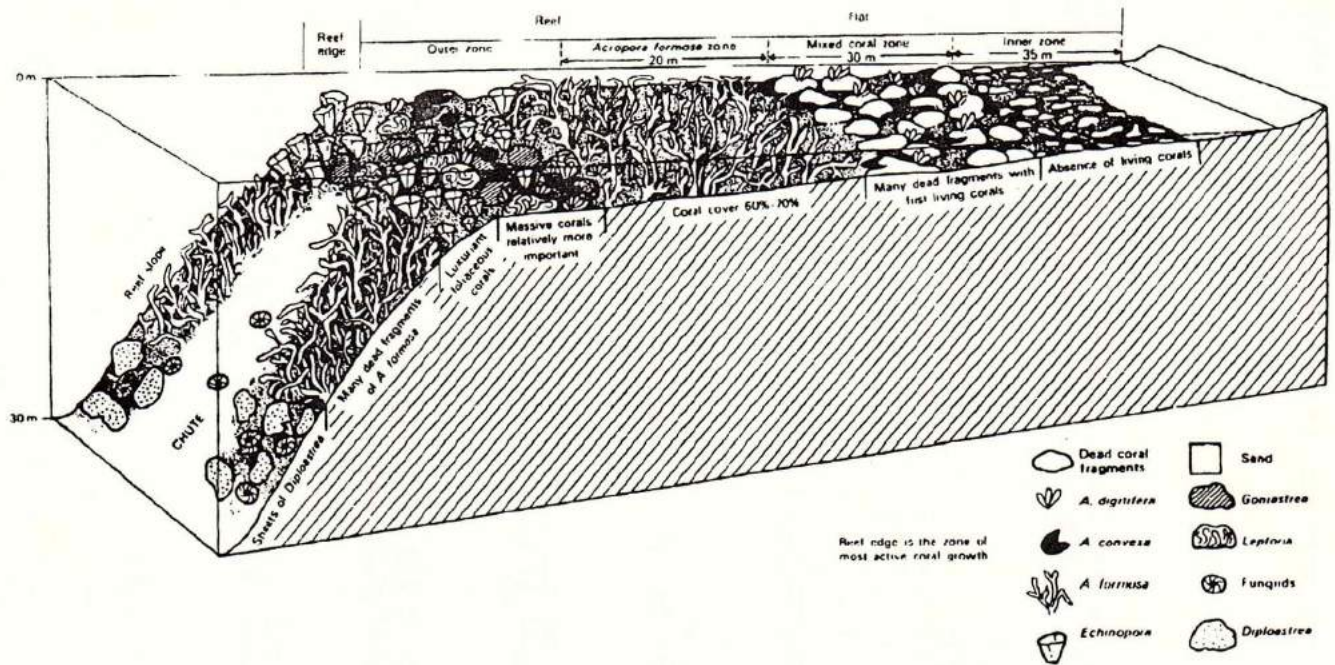 Reef Flat
Reef
edge
Outer zone
Acropora formosa zone
20 m
Mixed coral zone
30 m
Inner zone
35 m
0 m
30 m
Reef slope
CHUTE
Sheets of Diploastrea
Many dead fragments
of A formosa
Luxuriant
foliaceous
corals
Massive corals
relatively more
important
Coral cover 60%-70%
Many dead fragments with
first living corals
Absence of living corals
Reef edge is the zone of
most active coral growth
Dead coral
fragments
A. digitifera
A convexa
A formosa
Echinopora
Sand
Goniastrea
Leptoria
Fungiids
Diploastrea